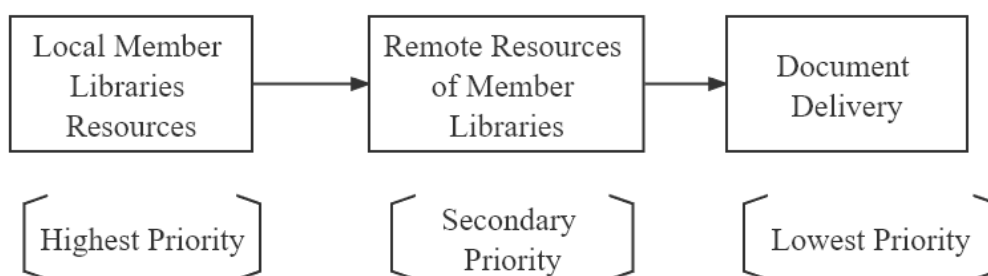 Local Member
Libraries
Resources
Remote Resources
of Member
Libraries
Document
Delivery
Highest Priority
Secondary
Priority
Lowest Priority